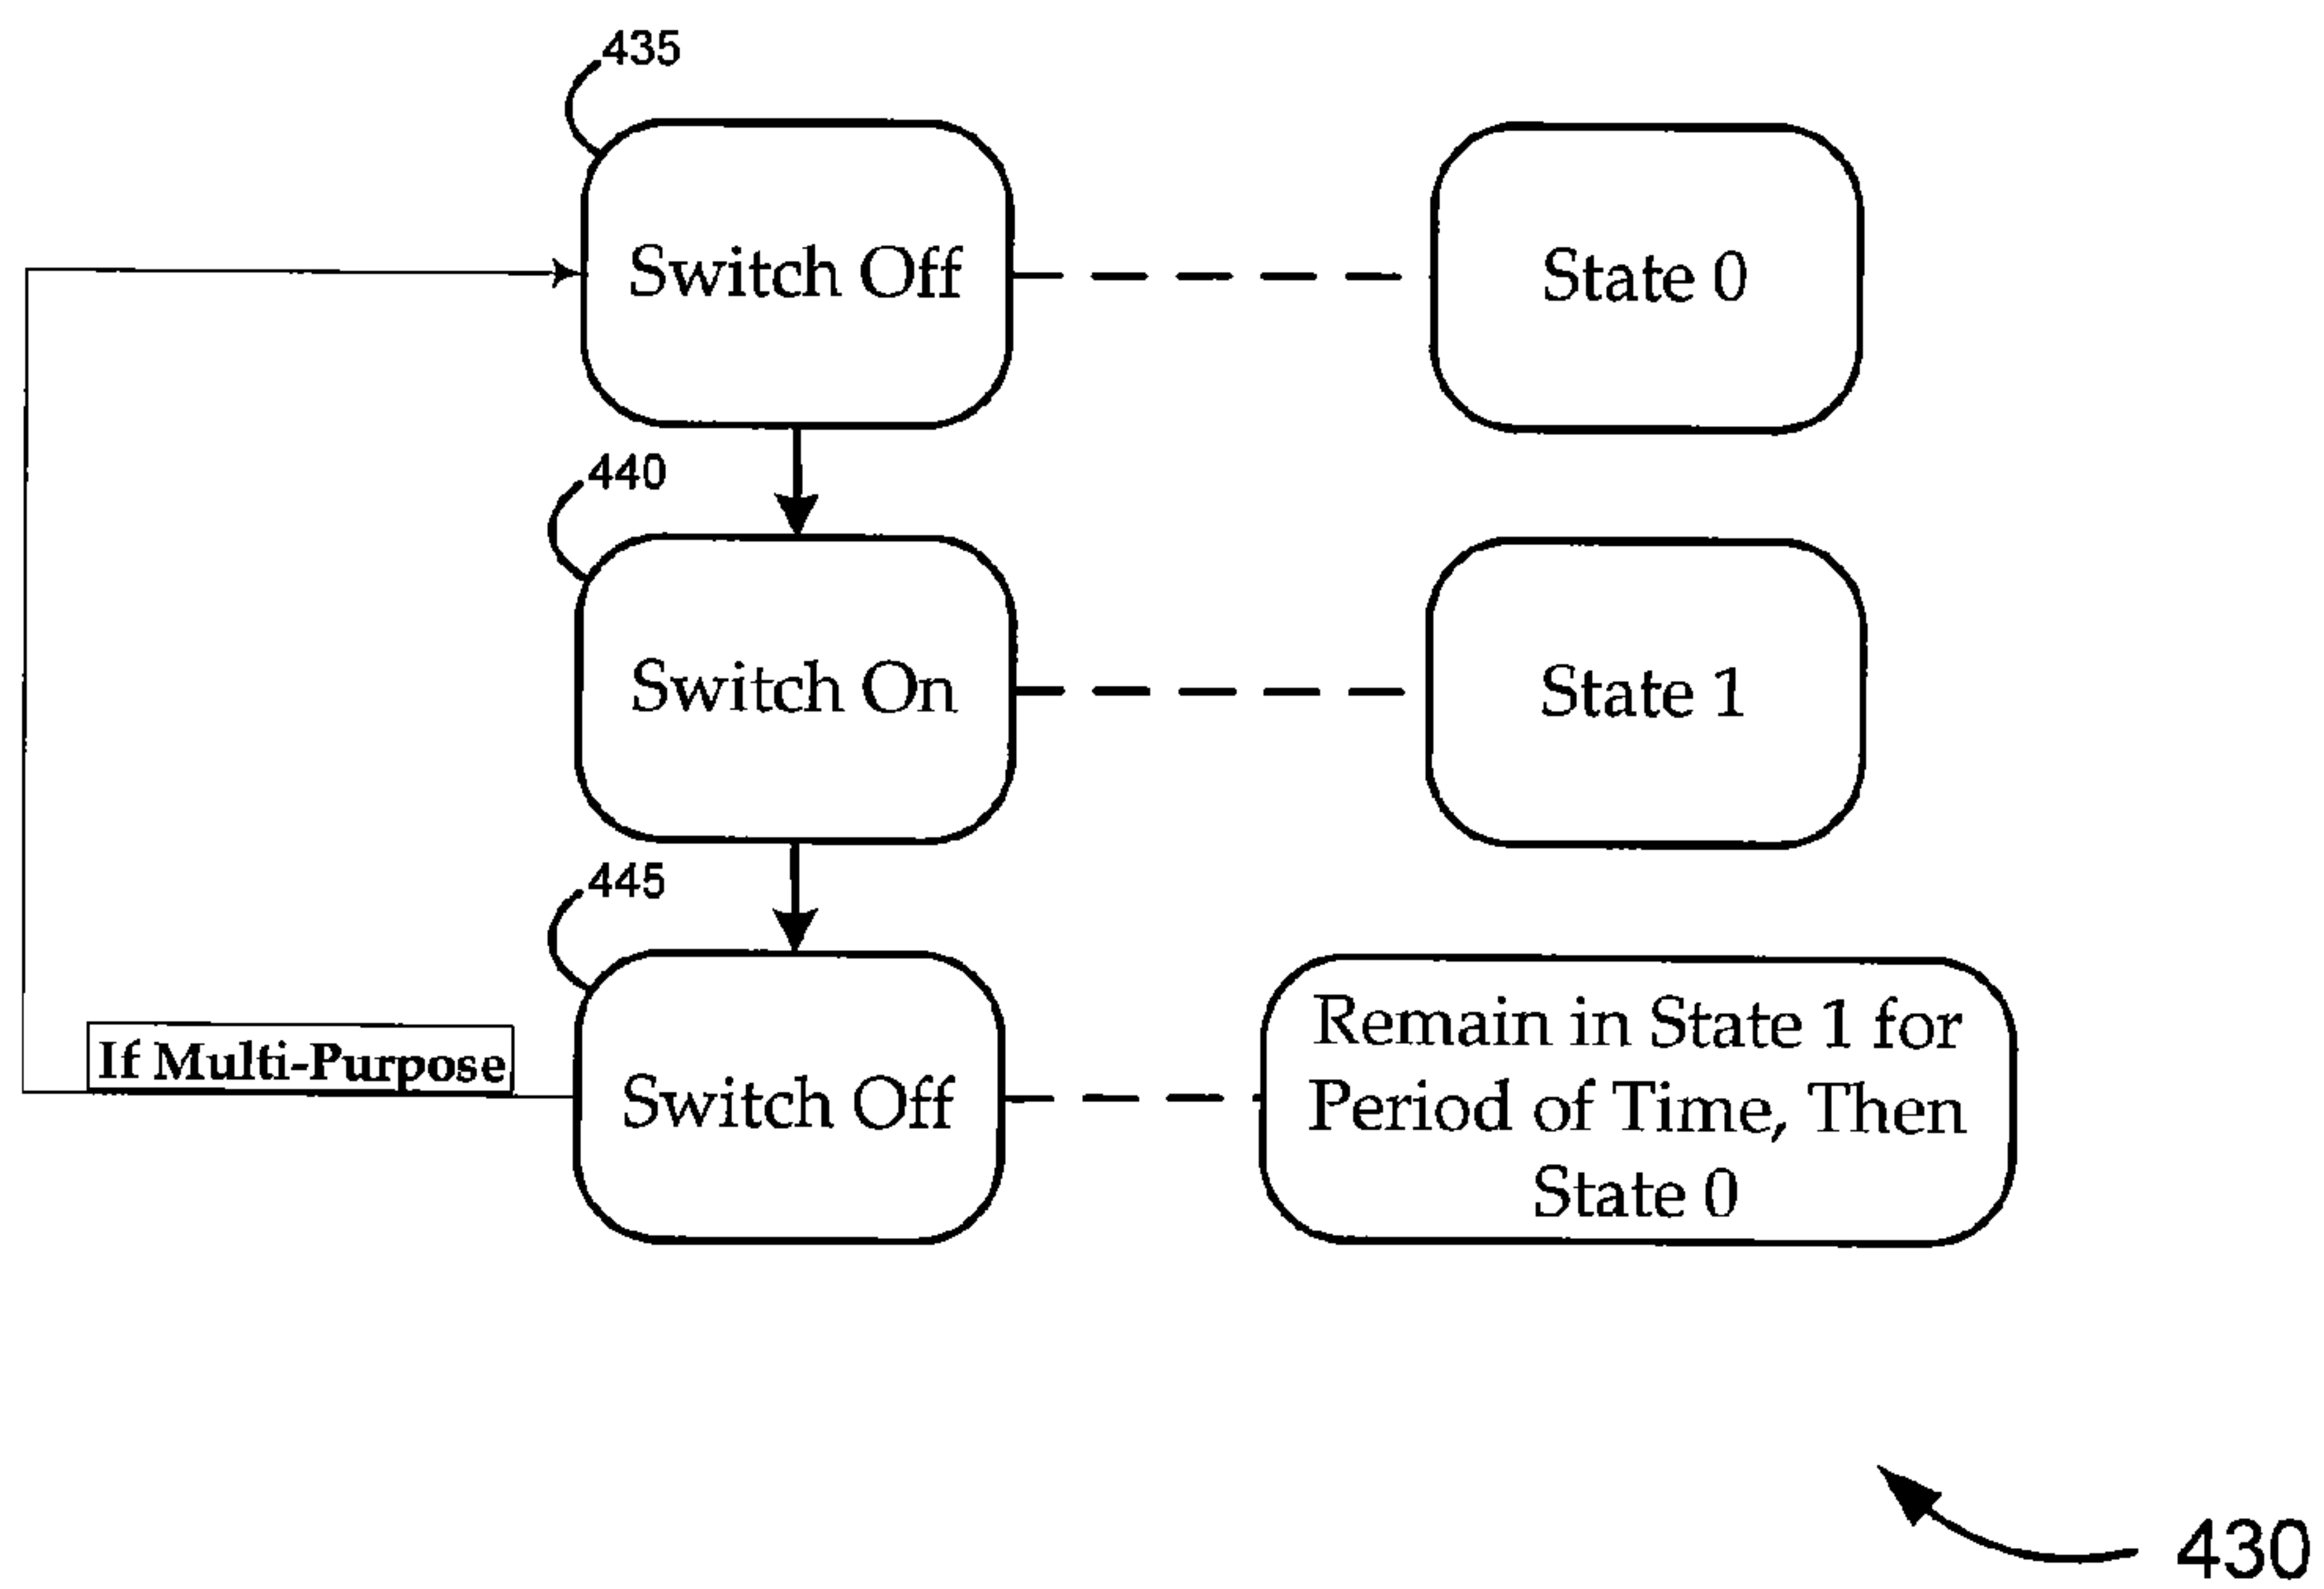 435
Switch Off
State 0
440
Switch On
State 1
445
If Multi-Purpose
Switch Off
Remain in State 1 for
Period of Time, Then
State 0
430